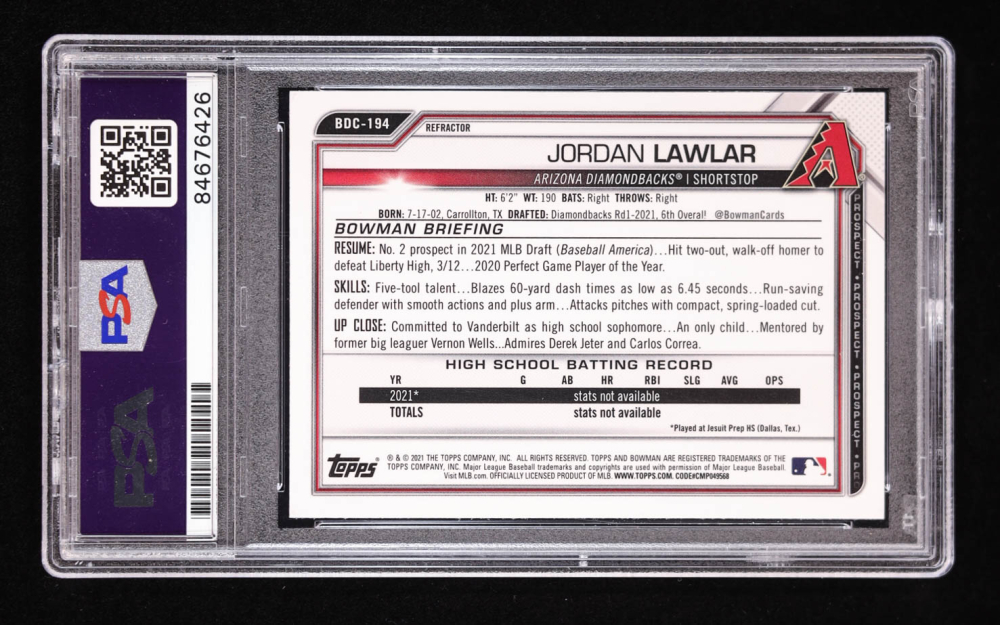 84676426
PSA
PSA
BDC-194
REFRACTOR
JORDAN LAWLAR
ARIZONA DIAMONDBACKS® | SHORTSTOP
HT: 6'2" WT: 190 BATS: Right THROWS: Right
BORN: 7-17-02, Carrollton, TX DRAFTED: Diamondbacks Rd1-2021, 6th Overall @BowmanCards
BOWMAN BRIEFING
RESUME: No. 2 prospect in 2021 MLB Draft (Baseball America)...Hit two-out, walk-off homer to
defeat Liberty High, 3/12...2020 Perfect Game Player of the Year.
SKILLS: Five-tool talent...Blazes 60-yard dash times as low as 6.45 seconds...Run-saving
defender with smooth actions and plus arm...Attacks pitches with compact, spring-loaded cut.
UP CLOSE: Committed to Vanderbilt as high school sophomore...An only child...Mentored by
former big leaguer Vernon Wells...Admires Derek Jeter and Carlos Correa.
HIGH SCHOOL BATTING RECORD
YR G AB HR RBI SLG AVG OPS
2021* stats not available
TOTALS stats not available
*Played at Jesuit Prep HS (Dallas, Tex.)
Topps ® & © 2021 THE TOPPS COMPANY, INC. ALL RIGHTS RESERVED. TOPPS AND BOWMAN ARE REGISTERED TRADEMARKS OF THE
TOPPS COMPANY, INC. Major League Baseball trademarks and copyrights are used with permission of Major League Baseball.
Visit MLB.com. OFFICIALLY LICENSED PRODUCT OF MLB. WWW.TOPPS.COM. CODE#CMP049568
PROSPECT • PROSPECT • PROSPECT • PROSPECT • PR